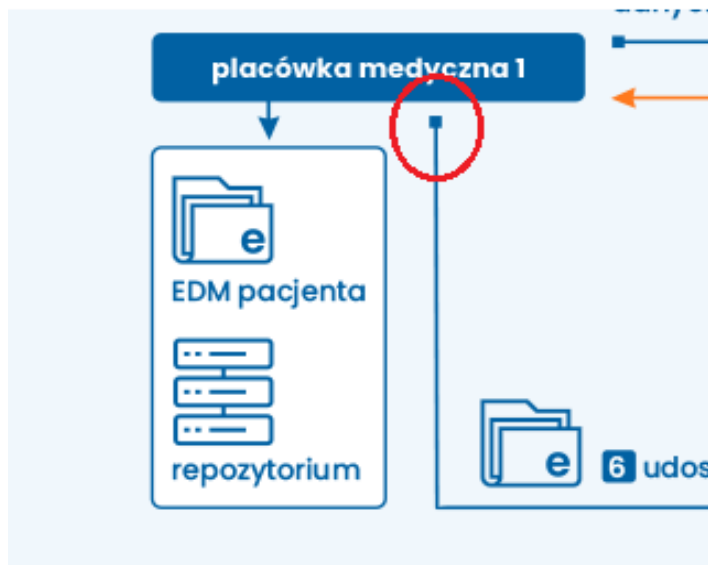 placówka medyczna 1
e
EDM pacjenta
repozytorium
e
6 udos